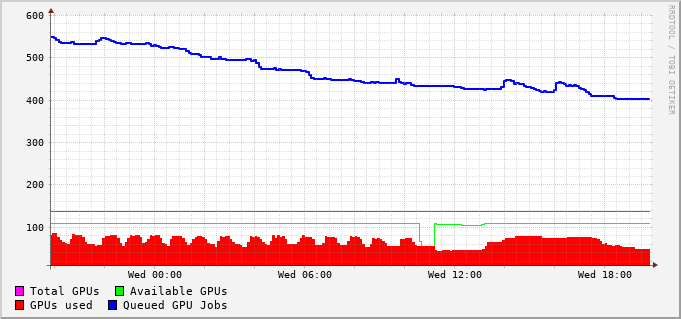 600
500
400
300
200
100
Wed 00:00 Wed 06:00 Wed 12:00 Wed 18:00
Total GPUs Available GPUs
GPUs used Queued GPU Jobs
RRDTOOL / TOBI OETIKER